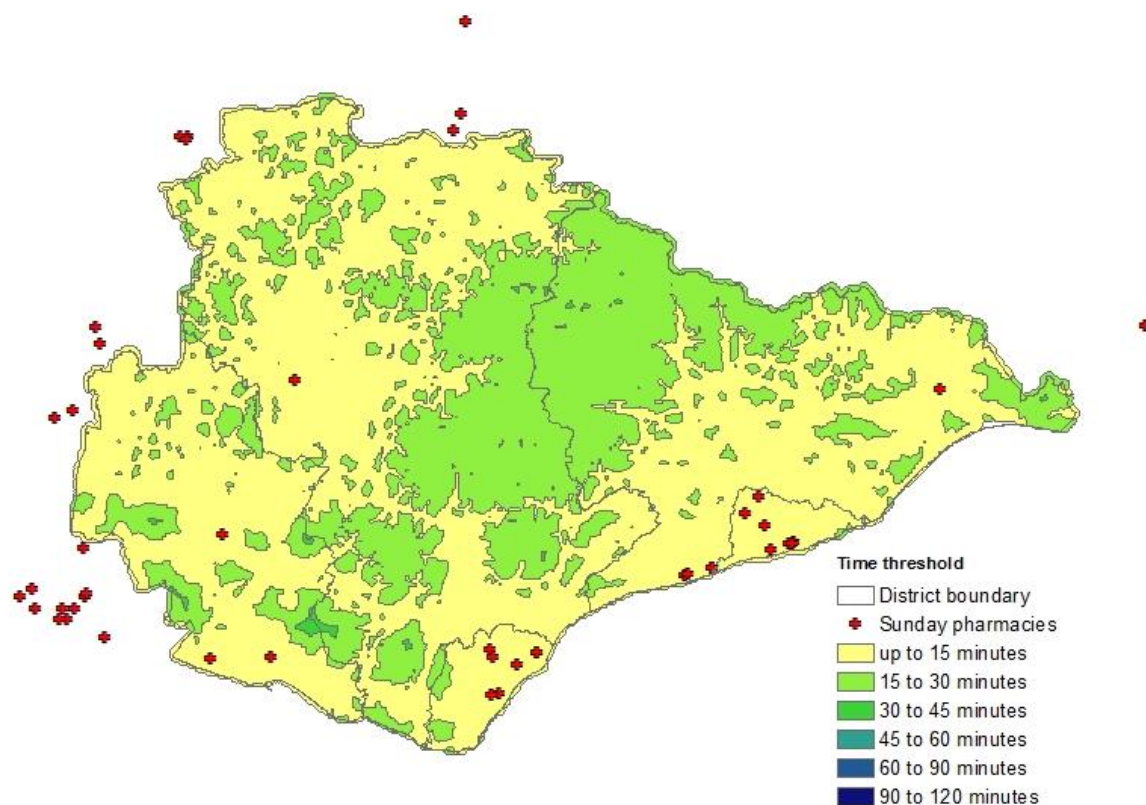 Time threshold
District boundary
Sunday pharmacies
up to 15 minutes
15 to 30 minutes
30 to 45 minutes
45 to 60 minutes
60 to 90 minutes
90 to 120 minutes